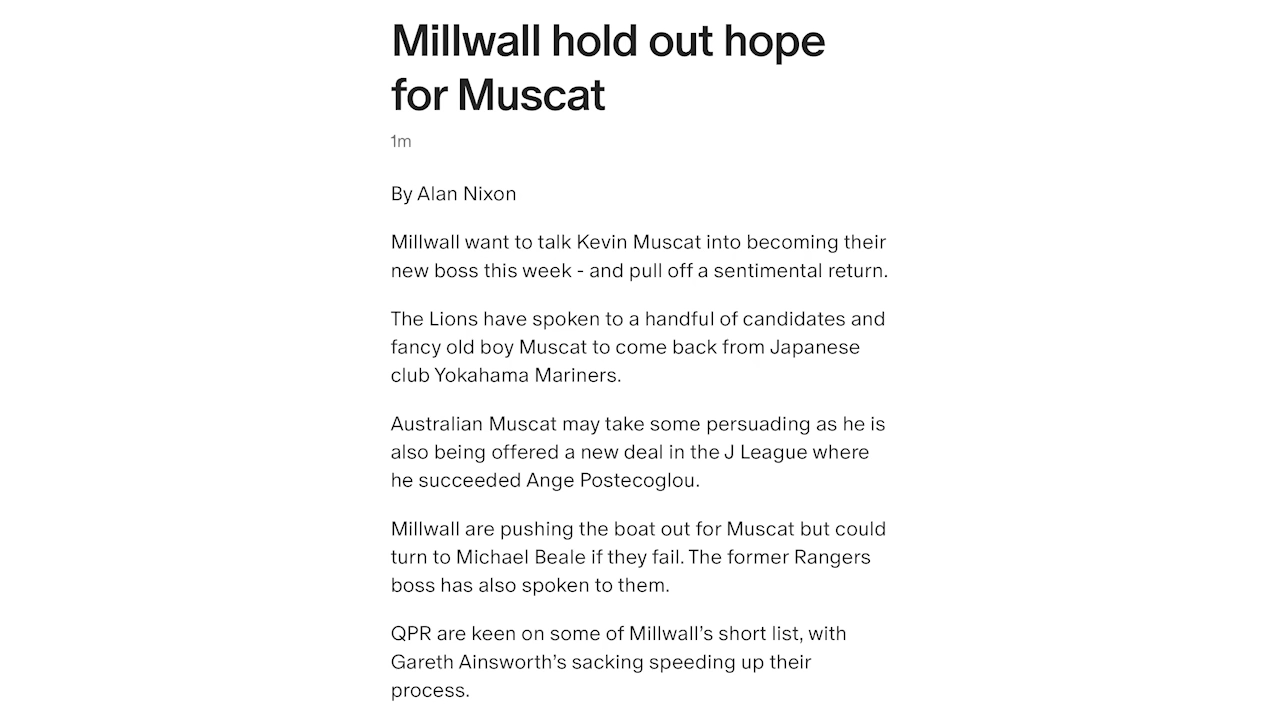 Millwall hold out hope
for Muscat
1m
By Alan Nixon
Millwall want to talk Kevin Muscat into becoming their
new boss this week - and pull off a sentimental return.
The Lions have spoken to a handful of candidates and
fancy old boy Muscat to come back from Japanese
club Yokahama Mariners.
Australian Muscat may take some persuading as he is
also being offered a new deal in the J League where
he succeeded Ange Postecoglou.
Millwall are pushing the boat out for Muscat but could
turn to Michael Beale if they fail. The former Rangers
boss has also spoken to them.
QPR are keen on some of Millwall’s short list, with
Gareth Ainsworth’s sacking speeding up their
process.